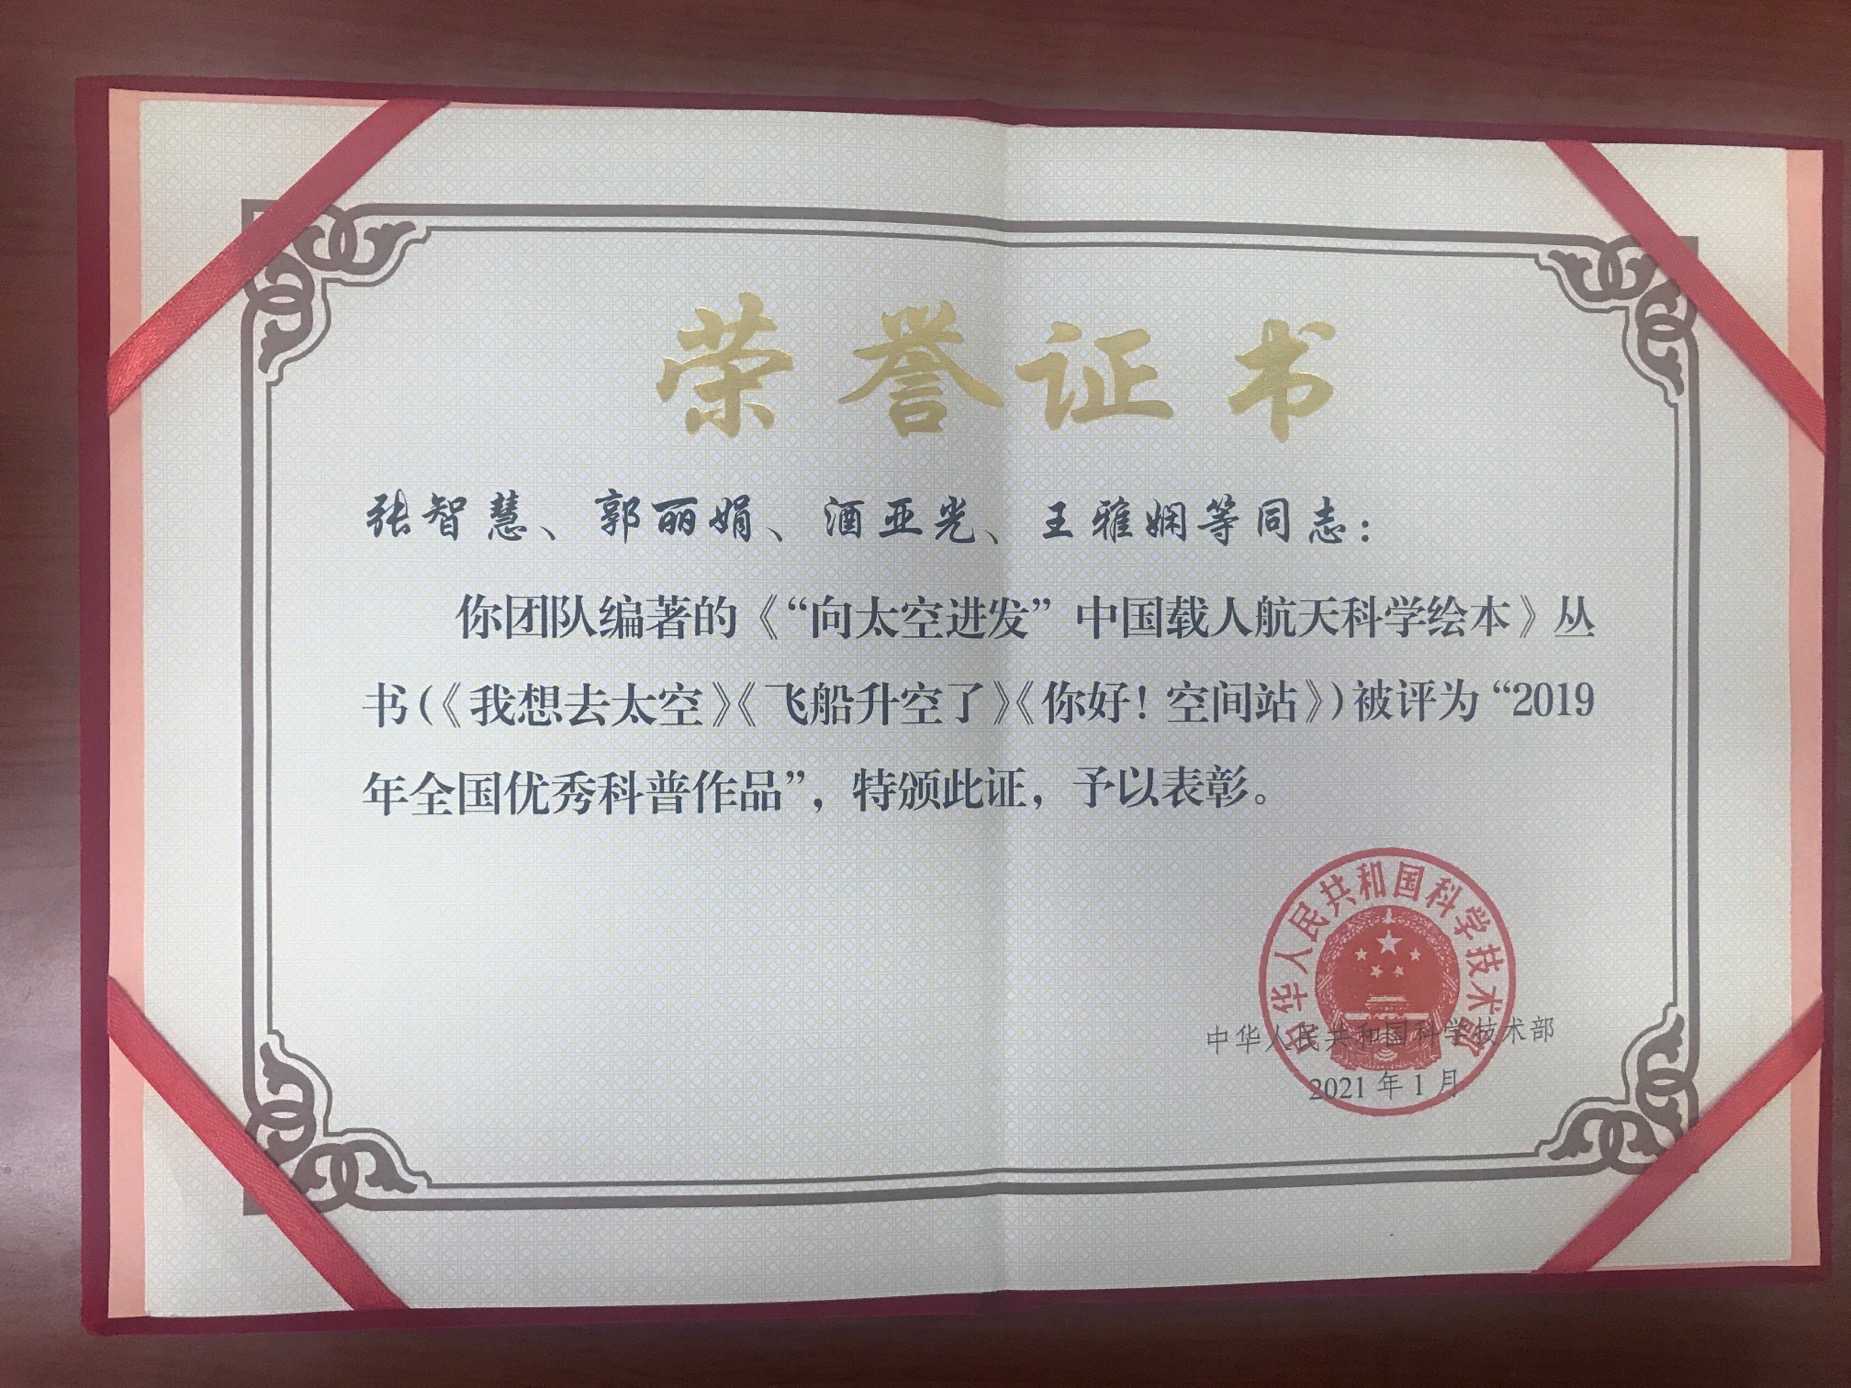 荣誉证书
张智慧、郭丽娟、酒亚光、王雅娴等同志：
你团队编著的《“向太空进发”中国载人航天科学绘本》丛
书(《我想去太空》《飞船升空了》《你好！空间站》)被评为“2019
年全国优秀科普作品”，特颁此证，予以表彰。
中华人民共和国科学技术部
中华人民共和国科学技术部
2021年1月